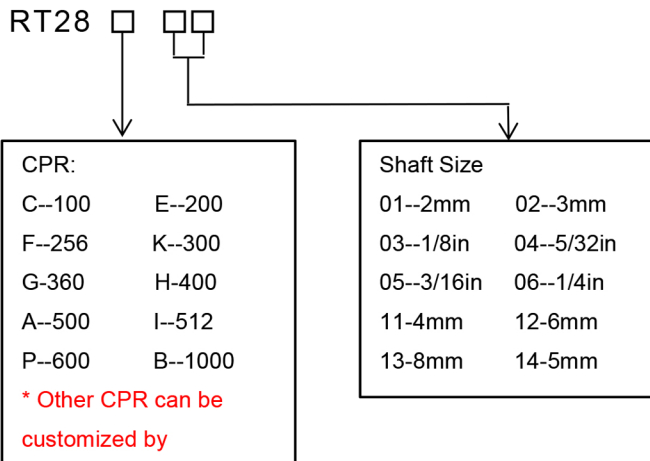 RT28 □ □□
CPR:
C--100 E--200
F--256 K--300
G-360 H-400
A--500 I--512
P--600 B--1000
* Other CPR can be
customized by
Shaft Size
01--2mm 02--3mm
03--1/8in 04--5/32in
05--3/16in 06--1/4in
11-4mm 12-6mm
13-8mm 14-5mm